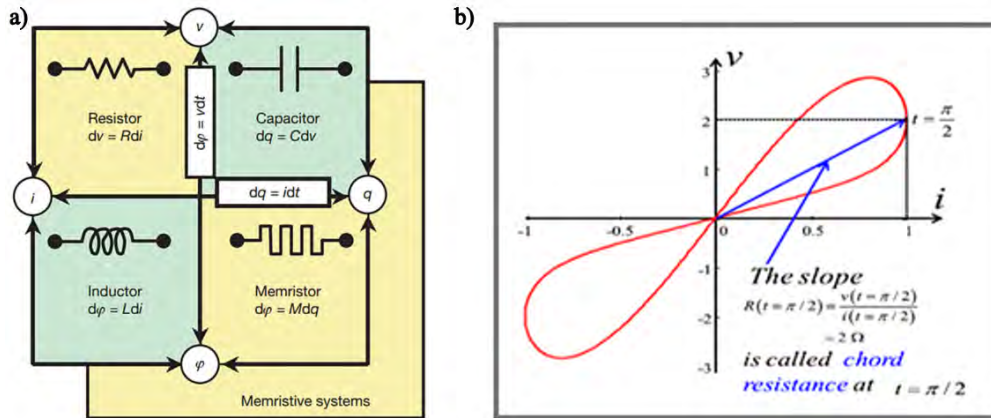 a)
v
Resistor
dv = Rdi
Capacitor
dq = Cdv
dφ = vdt
i
dq = idt
q
Inductor
dφ = Ldi
Memristor
dφ = Mdq
φ
Memristive systems
b)
v
3
2
1
t = π/2
i
-1
-0.5
0
0.5
1
-1
-2
-3
The slope
R(t = π/2) = v(t = π/2)/i(t = π/2)
= 2 Ω
is called chord
resistance at t = π/2